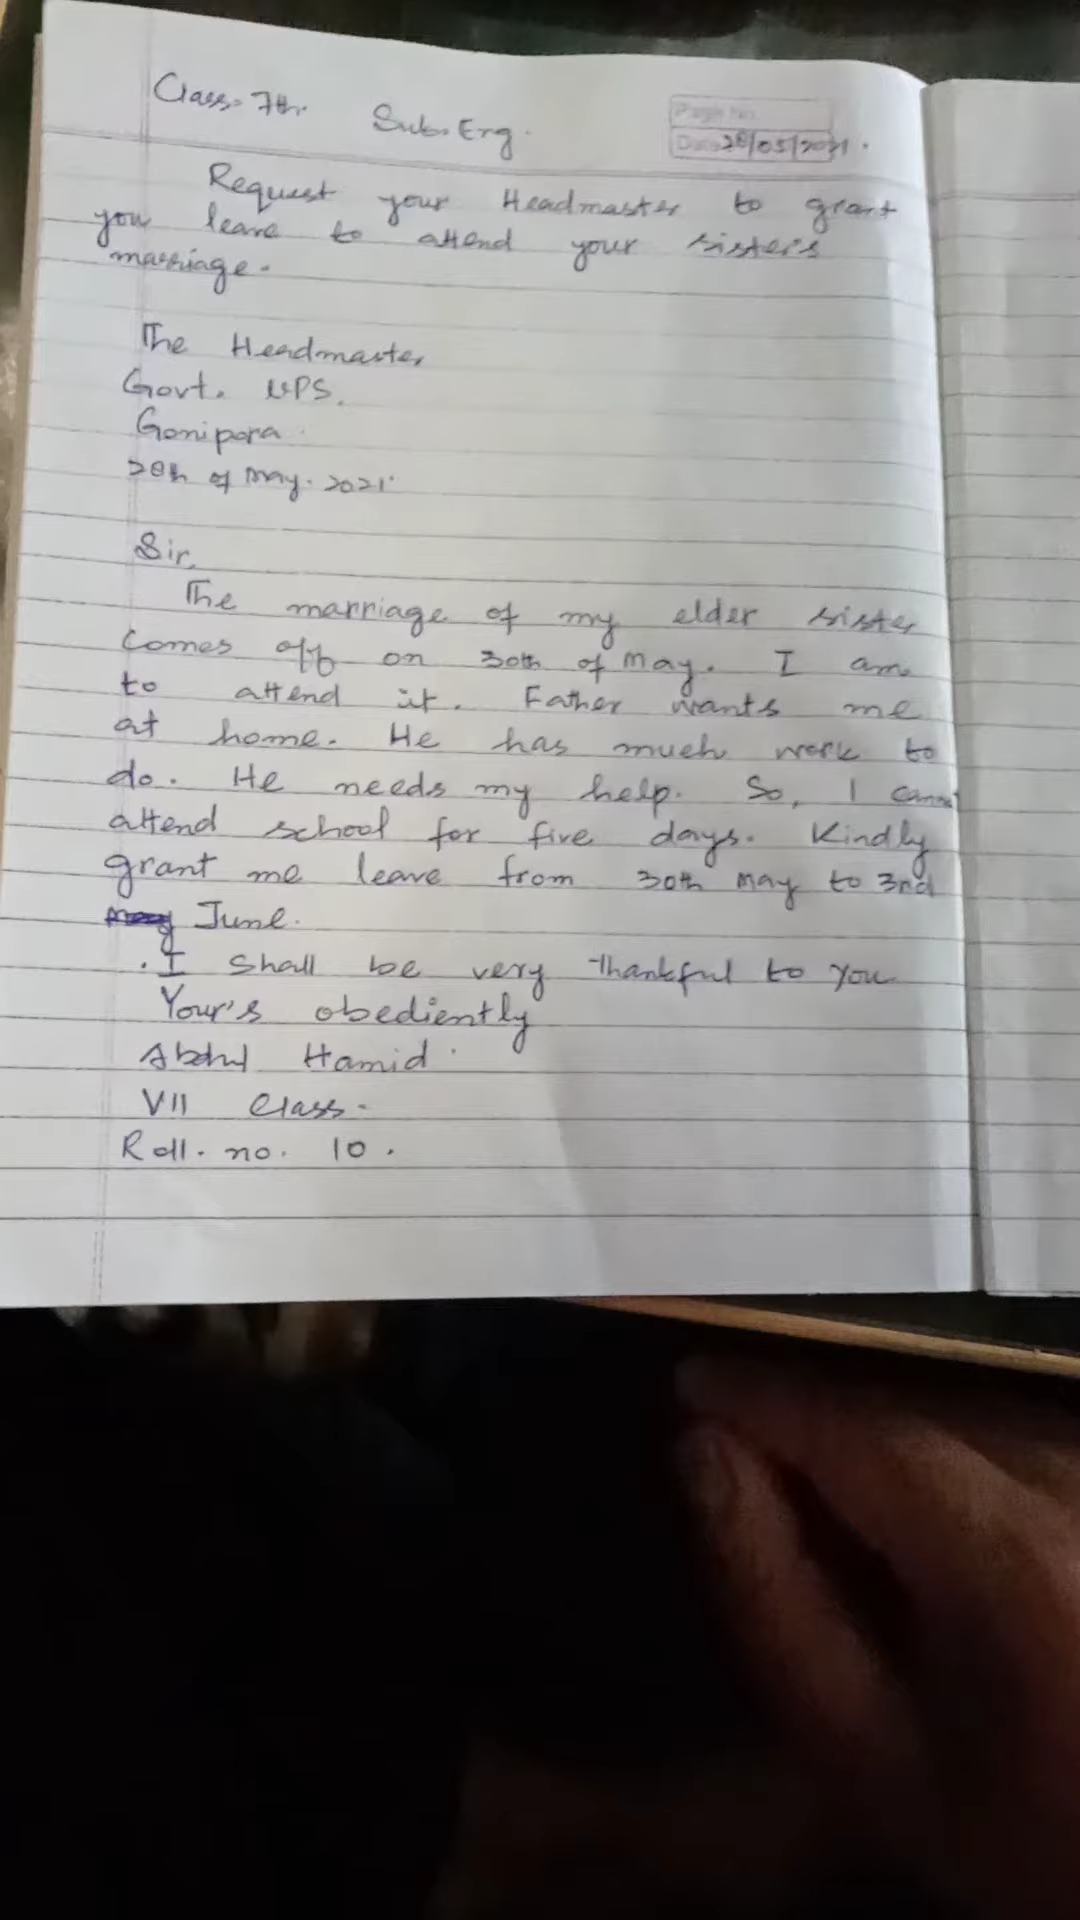 Class- 7th. Sub. Eng.
Page No.
Date 28/05/2021.
Request your Headmaster to grant
you leave to attend your sister's
marriage.
The Headmaster
Govt. UPS.
Gonipora.
28th of May. 2021.
Sir,
The marriage of my elder sister
comes off on 30th of May. I am
to attend it. Father wants me
at home. He has much work to
do. He needs my help. So, I cannot
attend school for five days. Kindly
grant me leave from 30th May to 3nd
May June.
. I shall be very thankful to you
Your's obediently
Abdul Hamid.
VII Class.
Roll. no. 10.